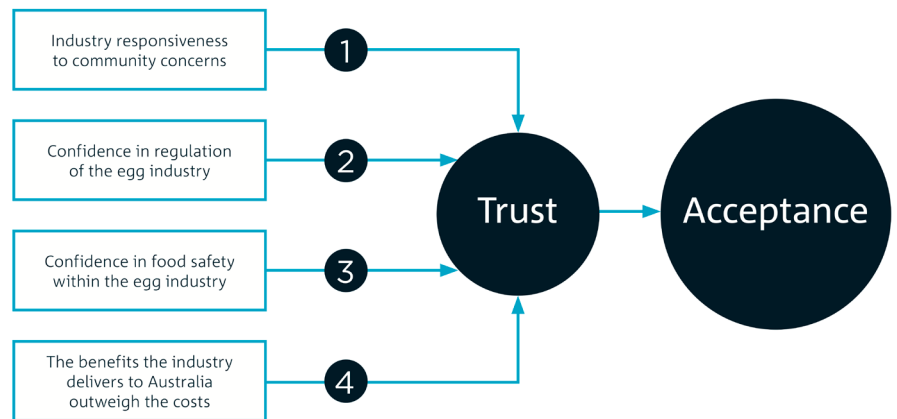 Industry responsiveness
to community concerns
1
Confidence in regulation
of the egg industry
2
Confidence in food safety
within the egg industry
3
The benefits the industry
delivers to Australia
outweigh the costs
4
Trust
Acceptance